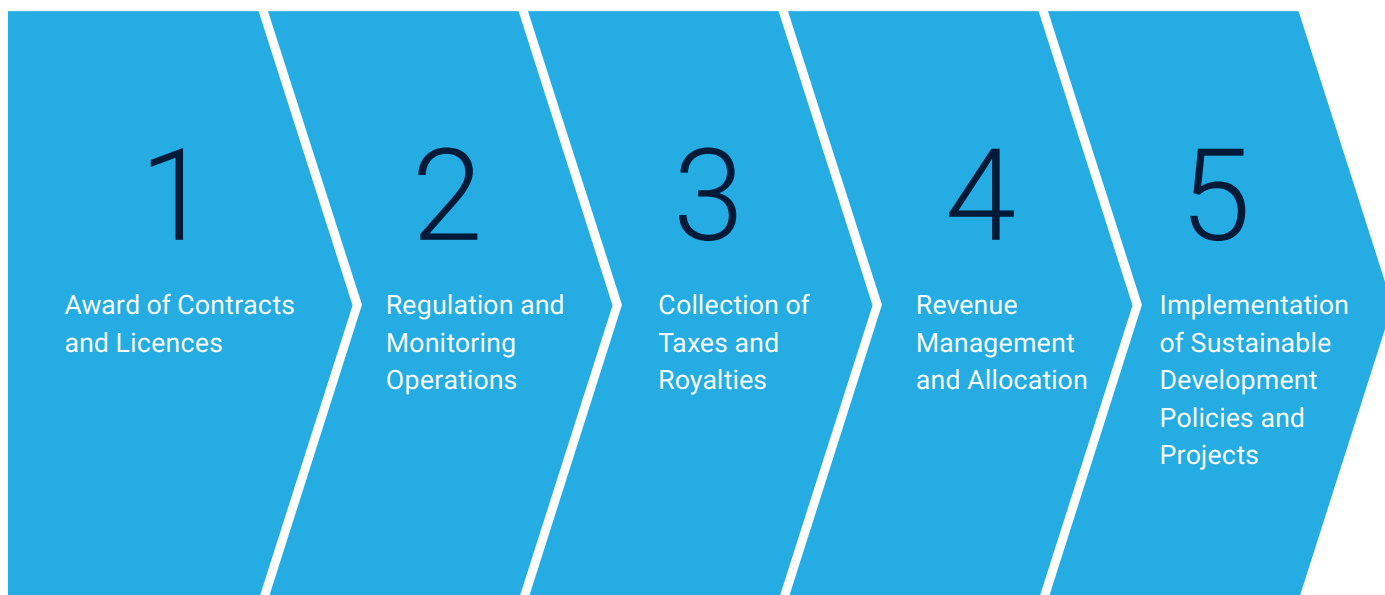 1
Award of Contracts
and Licences
2
Regulation and
Monitoring
Operations
3
Collection of
Taxes and
Royalties
4
Revenue
Management
and Allocation
5
Implementation
of Sustainable
Development
Policies and
Projects